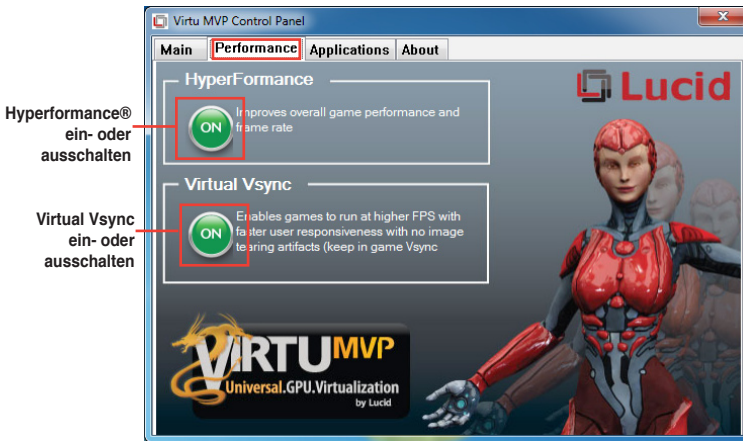 Virtu MVP Control Panel
Main Performance Applications About
HyperFormance
ON
Improves overall game performance and
frame rate
Lucid
Hyperformance®
ein- oder
ausschalten
Virtual Vsync
ON
Enables games to run at higher FPS with
faster user responsiveness with no image
tearing artifacts (keep in game Vsync
Virtual Vsync
ein- oder
ausschalten
VIRTU MVP
Universal.GPU.Virtualization
by Lucid